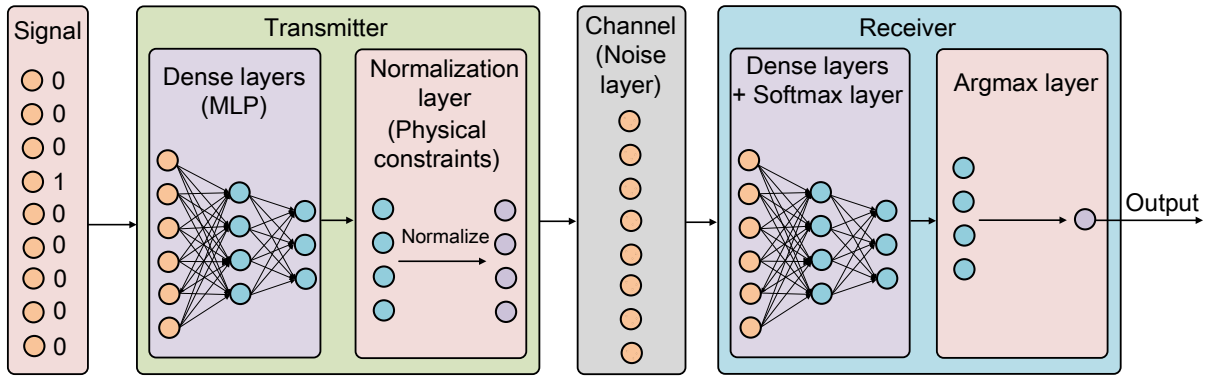 Signal
0
0
0
1
0
0
0
0
0
Transmitter
Dense layers
(MLP)
Normalization
layer
(Physical
constraints)
Normalize
Channel
(Noise
layer)
Receiver
Dense layers
+ Softmax layer
Argmax layer
Output